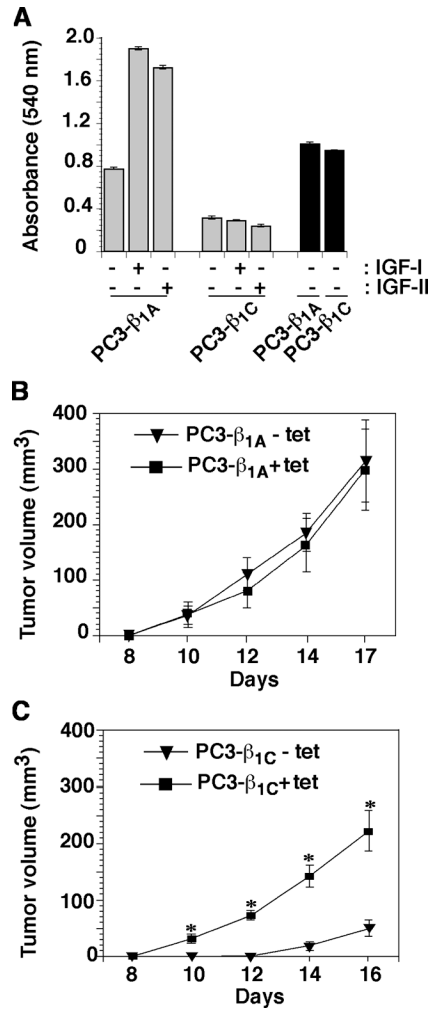 A
Absorbance (540 nm)
2.0
1.6
1.2
0.8
0.4
0
- + - - + - - - : IGF-I
- - + - - + - - : IGF-II
PC3-β1A PC3-β1C PC3-β1A PC3-β1C
B
Tumor volume (mm3)
400
300
200
100
0
PC3-β1A - tet
PC3-β1A + tet
8 10 12 14 17
Days
C
Tumor volume (mm3)
400
300
200
100
0
PC3-β1C - tet
PC3-β1C + tet
* * * *
8 10 12 14 16
Days